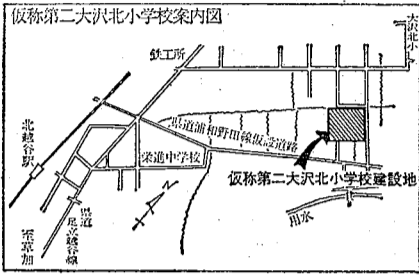 仮称第二大沢北小学校案内図
大沢北小
鉄工所
県道浦和野田線仮設道路
北越谷駅
栄進中学校
仮称第二大沢北小学校建設地
県道
足立越谷線
至草加
用水
N